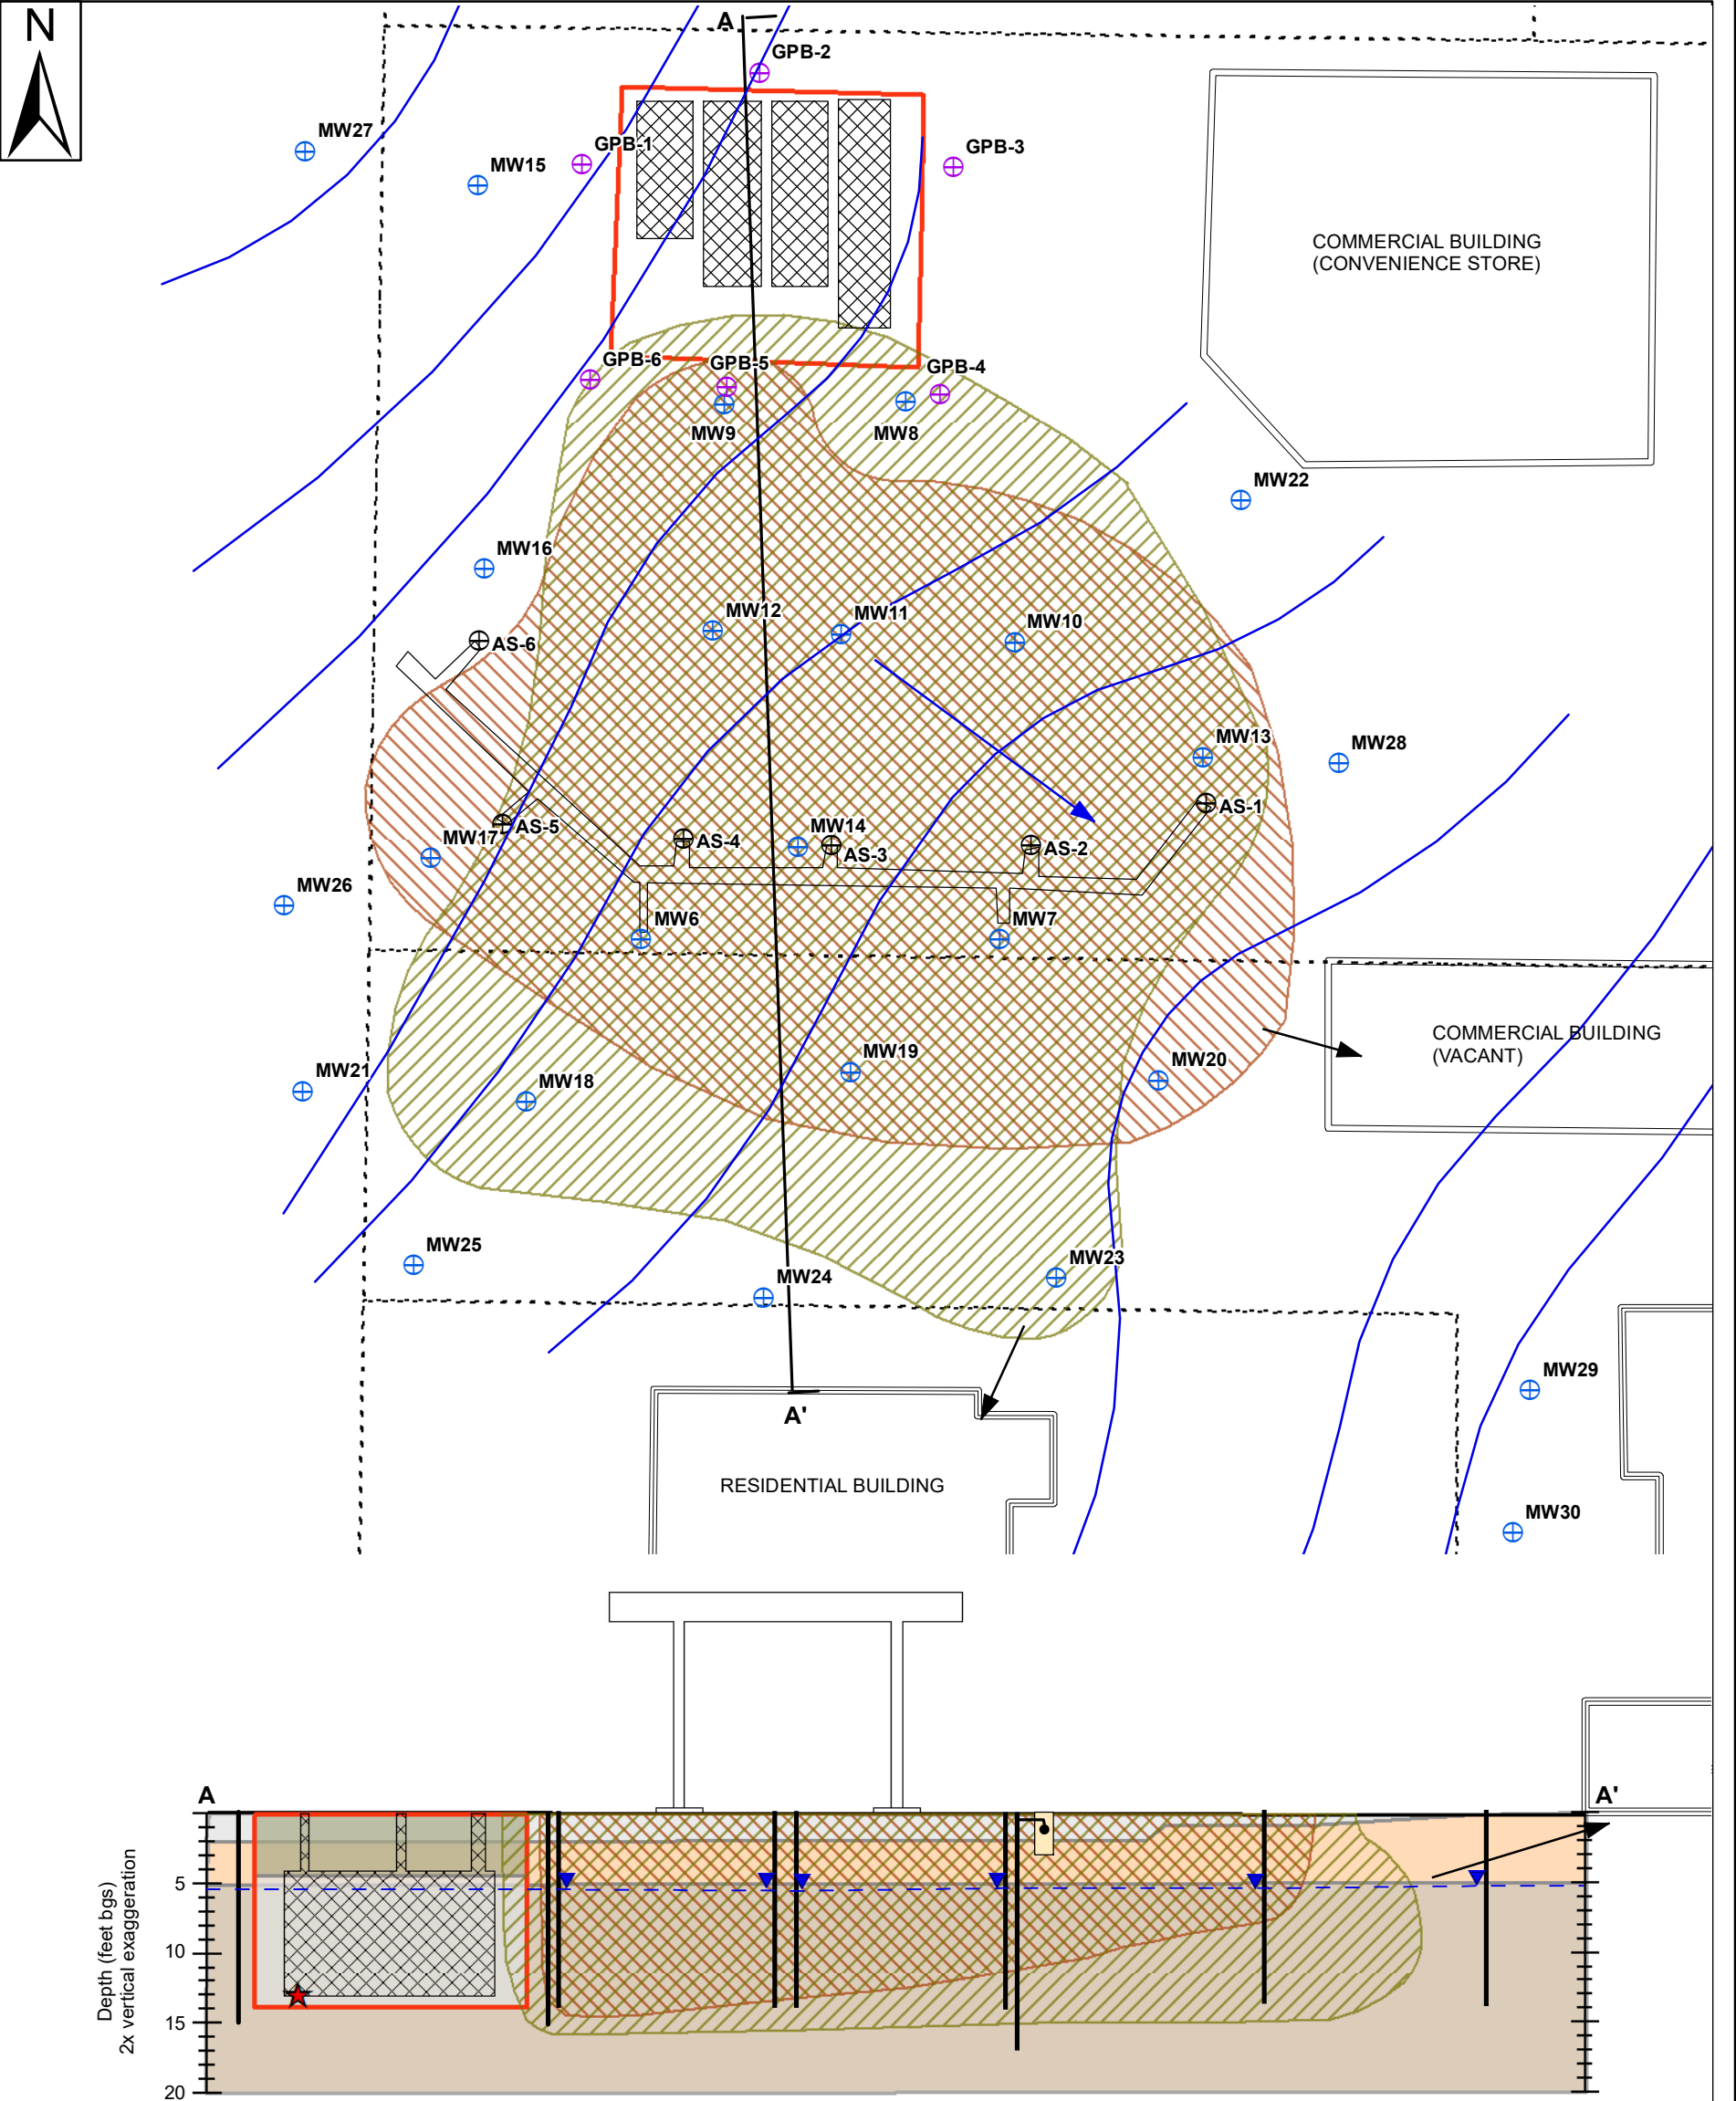 N
A
GPB-2
MW27
GPB-1
GPB-3
MW15
COMMERCIAL BUILDING
(CONVENIENCE STORE)
GPB-6
GPB-5
GPB-4
MW9
MW8
MW22
MW16
MW12
MW11
MW10
AS-6
MW13
MW28
AS-1
MW17
AS-5
AS-4
MW14
AS-3
AS-2
MW26
MW6
MW7
COMMERCIAL BUILDING
(VACANT)
MW19
MW20
MW21
MW18
MW25
MW23
MW24
MW29
A'
RESIDENTIAL BUILDING
MW30
A
A'
Depth (feet bgs)
2x vertical exaggeration
5
10
15
20